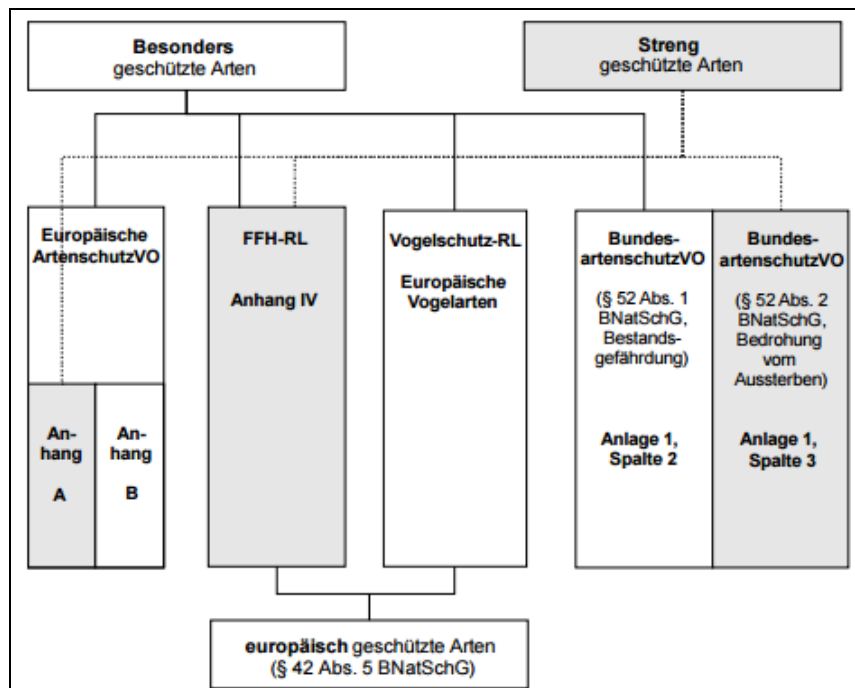 Besonders
geschützte Arten
Streng
geschützte Arten
Europäische
ArtenschutzVO
An-
hang
A
An-
hang
B
FFH-RL
Anhang IV
Vogelschutz-RL
Europäische
Vogelarten
Bundes-
artenschutzVO
(§ 52 Abs. 1
BNatSchG,
Bestands-
gefährdung)
Anlage 1,
Spalte 2
Bundes-
artenschutzVO
(§ 52 Abs. 2
BNatSchG,
Bedrohung
vom
Aussterben)
Anlage 1,
Spalte 3
europäisch geschützte Arten
(§ 42 Abs. 5 BNatSchG)